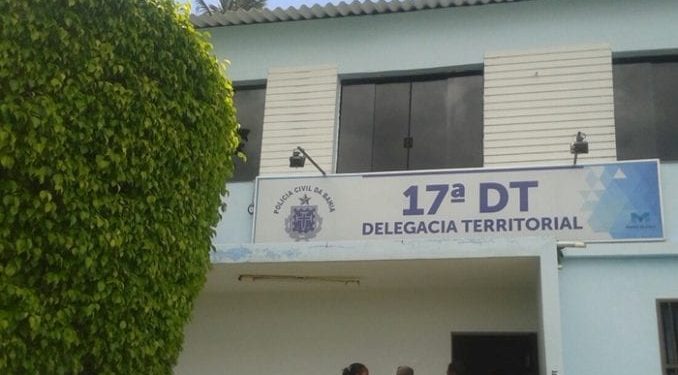 POLÍCIA CIVIL DA BAHIA
17ª DT
DELEGACIA TERRITORIAL